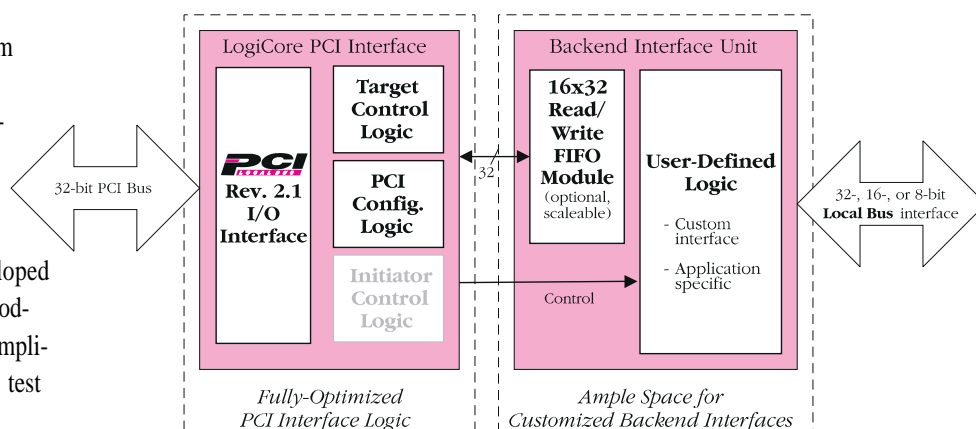 m
-
loped
od-
mpli-
test
32-bit PCI Bus
LogiCore PCI Interface
PCI
LOCAL BUS
Rev. 2.1
I/O
Interface
Target
Control
Logic
PCI
Config.
Logic
Initiator
Control
Logic
Fully-Optimized
PCI Interface Logic
32
Control
Backend Interface Unit
16x32
Read/
Write
FIFO
Module
(optional,
scaleable)
User-Defined
Logic
- Custom
interface
- Application
specific
Ample Space for
Customized Backend Interfaces
32-, 16-, or 8-bit
Local Bus interface